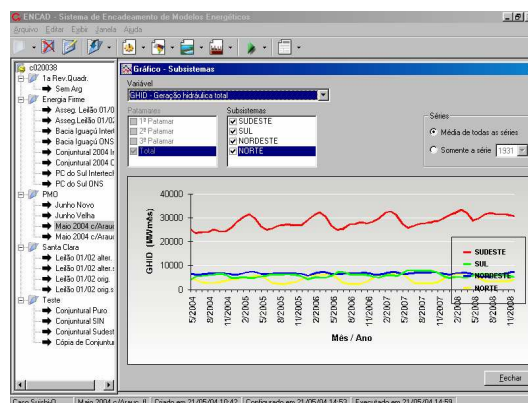 ENCAD - Sistema de Encadeamento de Modelos Energéticos
Arquivo Editar Exibir Janela Ajuda
c020038
1a Rev.Quadr.
Sem Arg
Energia Firme
Asseg. Leilão 01/0
Asseg.Leilão 01/02
Bacia Iguaçú Intert
Bacia Iguaçú ONS
Conjuntural 2004 I
Conjuntural 2004 C
PC do Sul Intertecl
PC do Sul ONS
PMO
Junho Novo
Junho Velha
Maio 2004 c/Arau
Maio 2004 c/Arau
Santa Clara
Leilão 01/02 alter.
Leilão 01/02 alter.s
Leilão 01/02 orig.
Leilão 01/02 orig.s
Teste
Conjuntural Puro
Conjuntural SIN
Conjuntural Sudest
Cópia de Conjuntu
Gráfico - Subsistemas
Variável
GHID - Geração hidráulica total
Patamares
1º Patamar
2º Patamar
3º Patamar
Total
Subsistemas
SUDESTE
SUL
NORDESTE
NORTE
Séries
Média de todas as séries
Somente a série 1931
GHID (MWmês)
40000
30000
20000
10000
0
5/2004 8/2004 11/2004 2/2005 5/2005 8/2005 11/2005 2/2006 5/2006 8/2006 11/2006 2/2007 5/2007 8/2007 11/2007 2/2008 5/2008 8/2008 11/2008
Mês / Ano
SUDESTE
SUL
NORDESTE
NORTE
Fechar
Maio 2004 c/Arauc. Criado em 21/05/04 10:42 Configurado em 21/05/04 14:53 Executado em 21/05/04 14:59